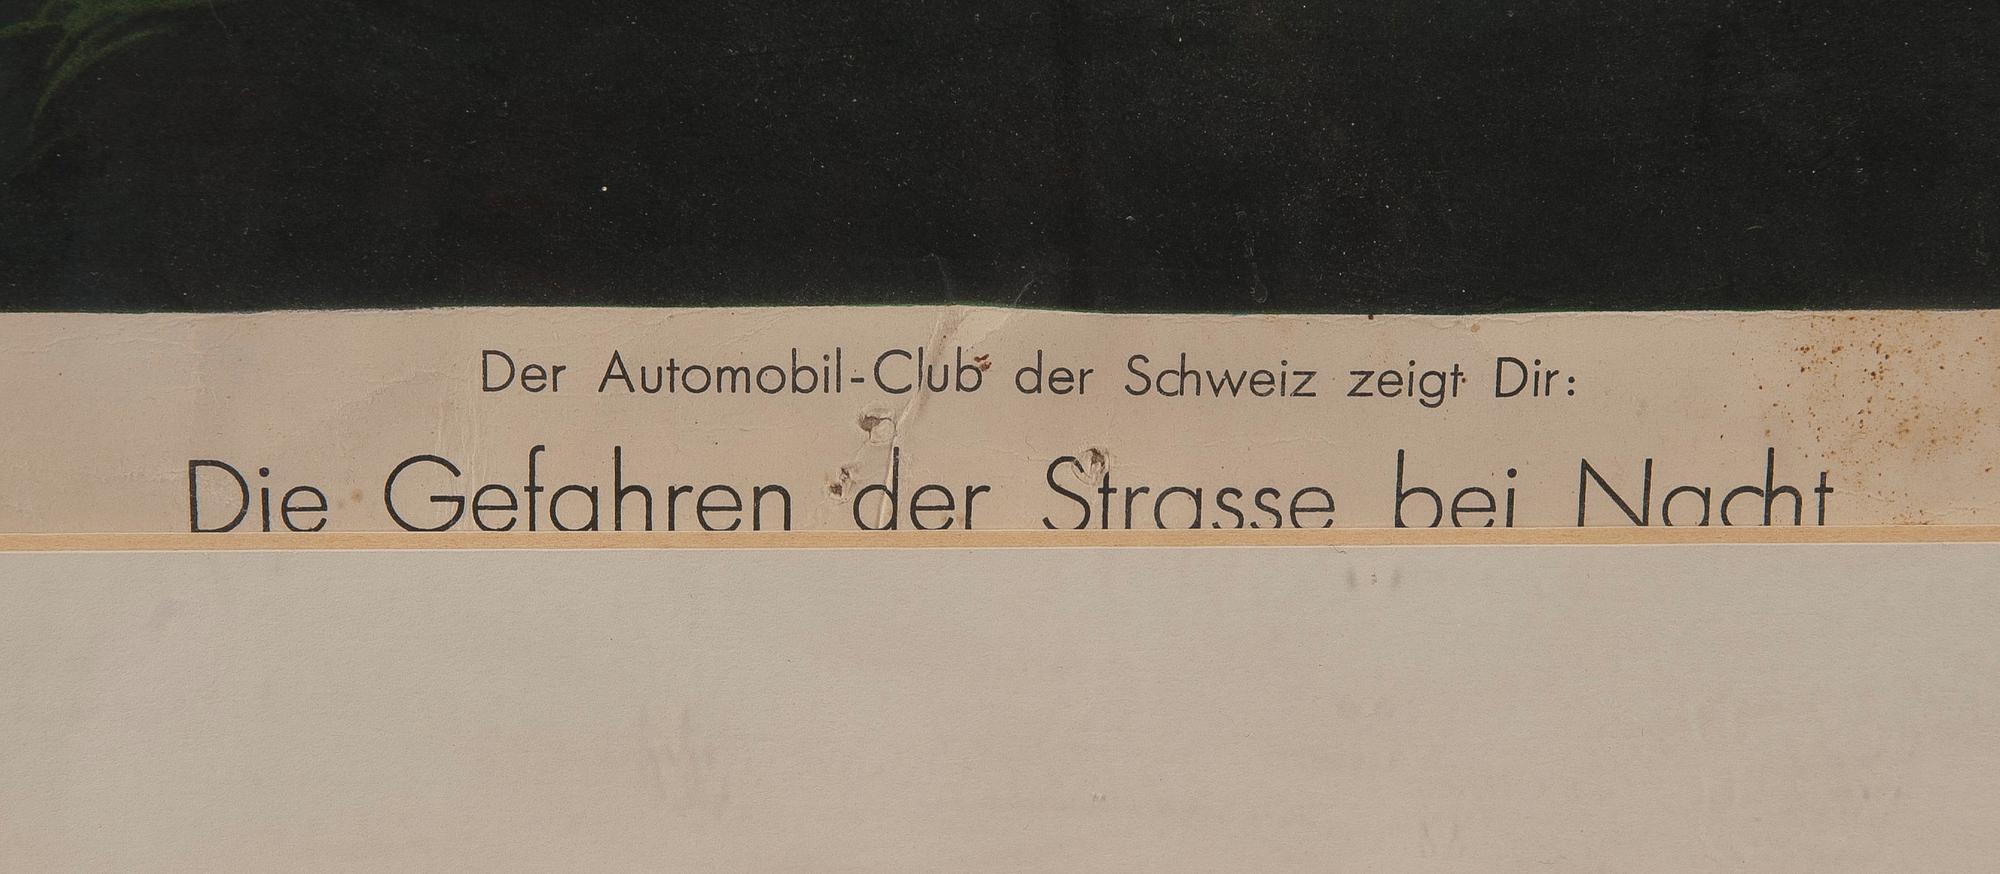 Der Automobil-Club der Schweiz zeigt Dir:
Die Gefahren der Strasse bei Nacht